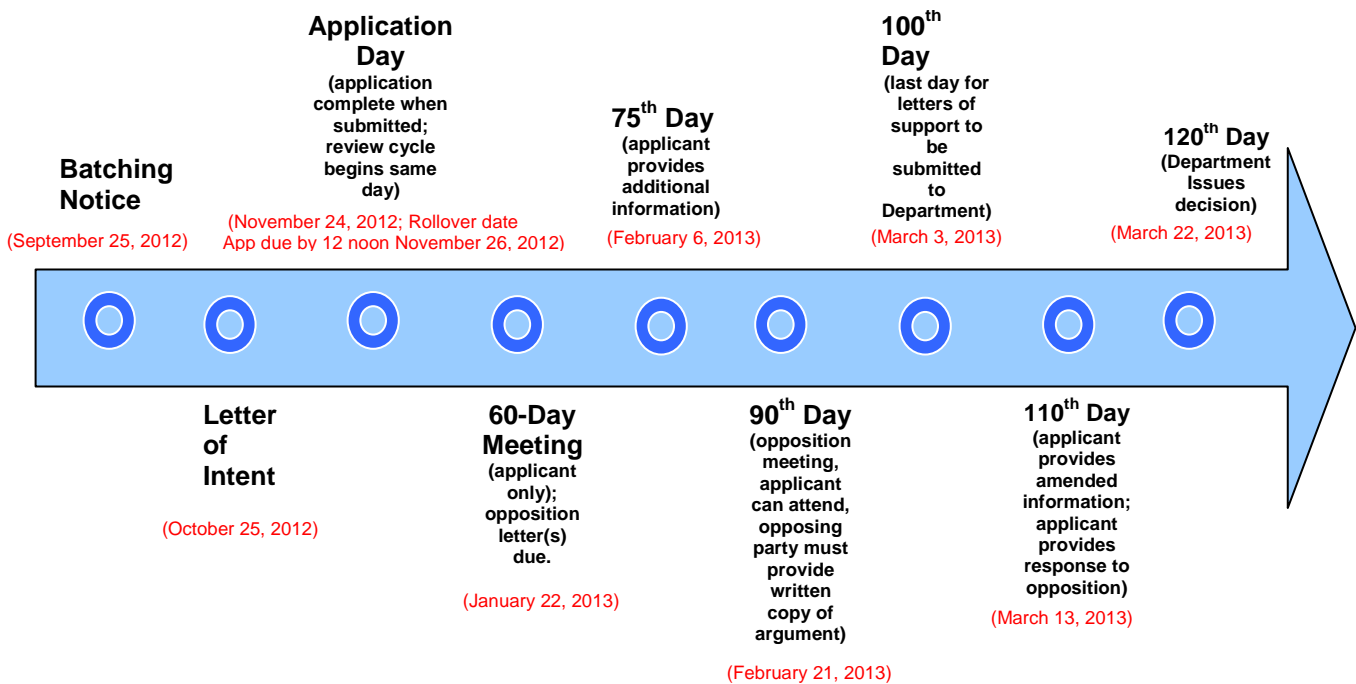 Batching
Notice
(September 25, 2012)
Letter
of
Intent
(October 25, 2012)
Application
Day
(application
complete when
submitted;
review cycle
begins same
day)
(November 24, 2012; Rollover date
App due by 12 noon November 26, 2012)
60-Day
Meeting
(applicant
only);
opposition
letter(s)
due.
(January 22, 2013)
75th Day
(applicant
provides
additional
information)
(February 6, 2013)
90th Day
(opposition
meeting,
applicant
can attend,
opposing
party must
provide
written
copy of
argument)
(February 21, 2013)
100th
Day
(last day for
letters of
support to
be
submitted
to
Department)
(March 3, 2013)
110th Day
(applicant
provides
amended
information;
applicant
provides
response to
opposition)
(March 13, 2013)
120th Day
(Department
Issues
decision)
(March 22, 2013)